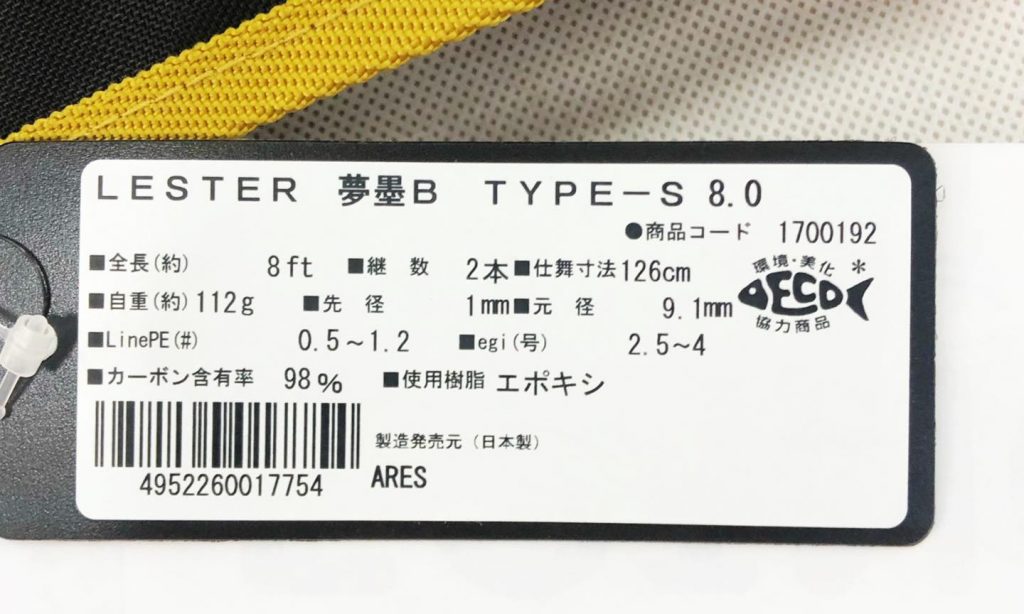 LESTER 夢墨B TYPE-S 8.0
●商品コード 1700192
■全長(約) 8ft ■継 数 2本 ■仕舞寸法 126cm
■自重(約) 112g ■先 径 1mm ■元 径 9.1mm
環境・美化*
ECO
協力商品
■LinePE(#) 0.5~1.2 ■egi(号) 2.5~4
■カーボン含有率 98% ■使用樹脂 エポキシ
製造発売元(日本製)
ARES
4952260017754